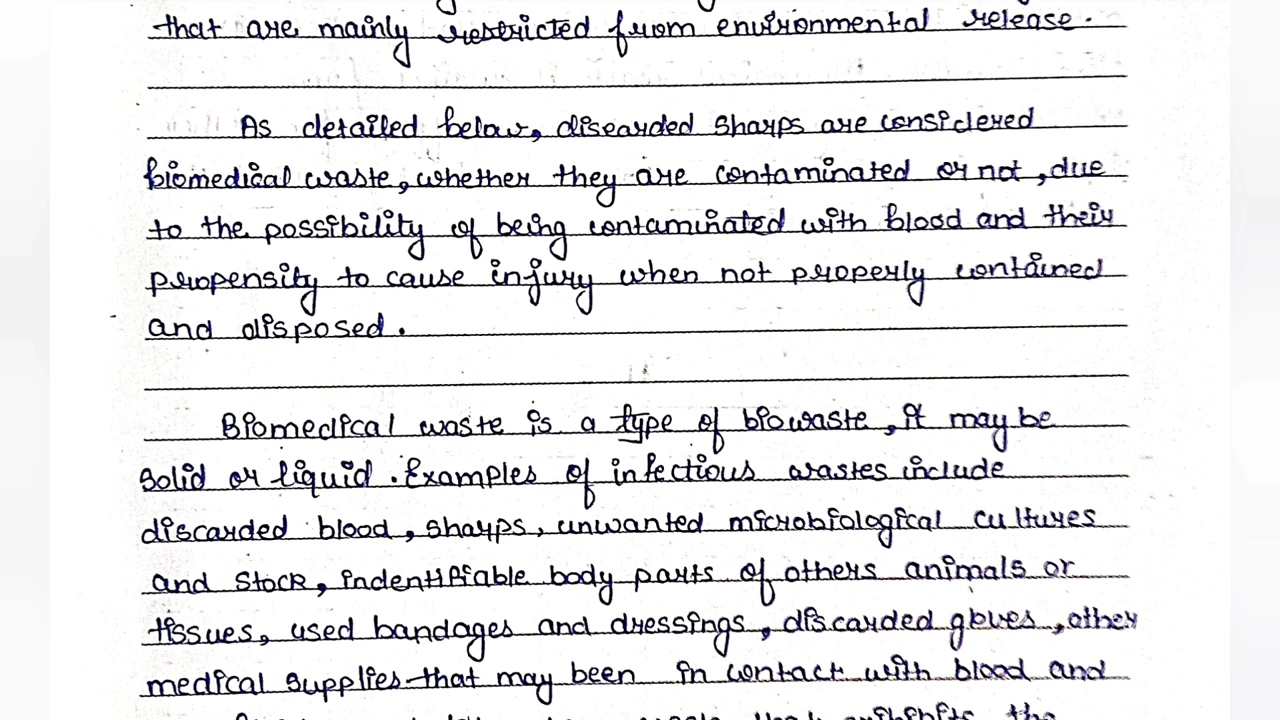 that are mainly restricted from environmental release.
As detailed below, discarded sharps are considered
biomedical waste, whether they are contaminated or not, due
to the possibility of being contaminated with blood and their
propensity to cause injury when not properly contained
and disposed.
Biomedical waste is a type of biowaste, it may be
solid or liquid. Examples of infectious wastes include
discarded blood, sharps, unwanted microbiological cultures
and stock, indentifiable body parts of others animals or
tissues, used bandages and dressings, discarded gloves, other
medical supplies that may been in contact with blood and
the